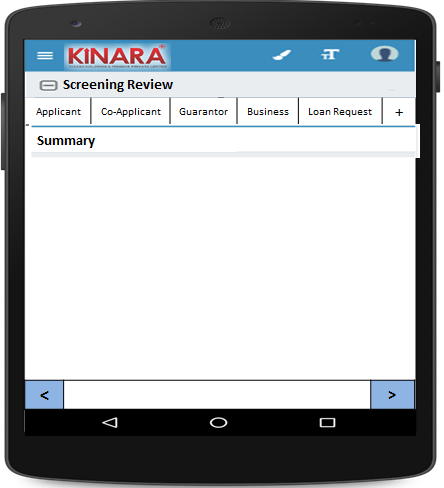 KINARA
Screening Review
Applicant Co-Applicant Guarantor Business Loan Request +
Summary
< >